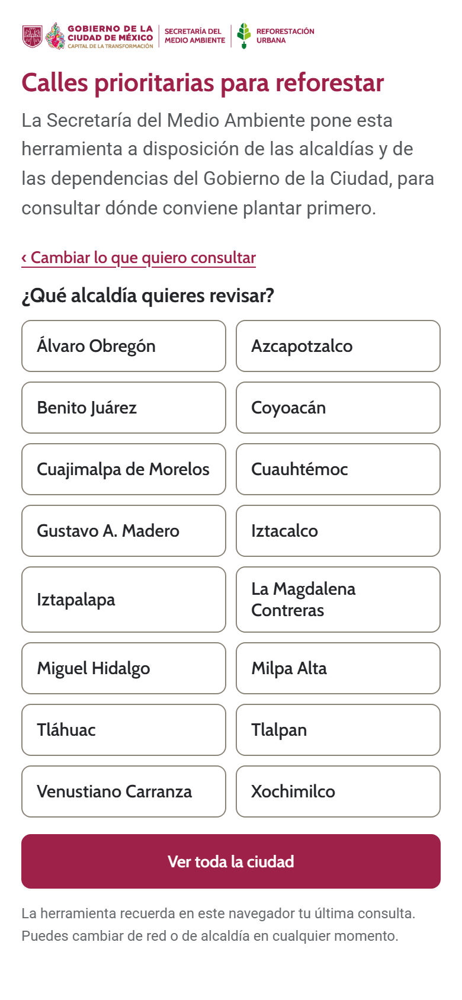 GOBIERNO DE LA
CIUDAD DE MÉXICO
CAPITAL DE LA TRANSFORMACIÓN
SECRETARÍA DEL
MEDIO AMBIENTE
REFORESTACIÓN
URBANA
Calles prioritarias para reforestar
La Secretaría del Medio Ambiente pone esta
herramienta a disposición de las alcaldías y de
las dependencias del Gobierno de la Ciudad, para
consultar dónde conviene plantar primero.
‹ Cambiar lo que quiero consultar
¿Qué alcaldía quieres revisar?
Álvaro Obregón
Azcapotzalco
Benito Juárez
Coyoacán
Cuajimalpa de Morelos
Cuauhtémoc
Gustavo A. Madero
Iztacalco
Iztapalapa
La Magdalena
Contreras
Miguel Hidalgo
Milpa Alta
Tláhuac
Tlalpan
Venustiano Carranza
Xochimilco
Ver toda la ciudad
La herramienta recuerda en este navegador tu última consulta.
Puedes cambiar de red o de alcaldía en cualquier momento.